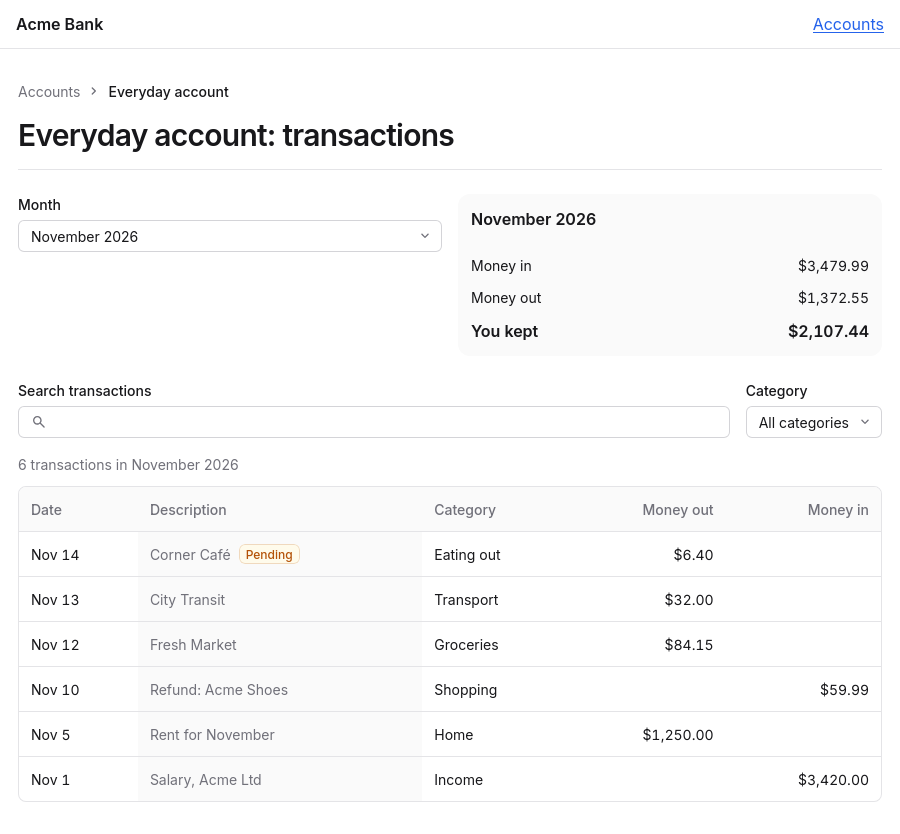 Acme Bank
Accounts
Accounts
Everyday account
Everyday account: transactions
Month
November 2026
November 2026
Money in $3,479.99
Money out $1,372.55
You kept $2,107.44
Search transactions
Category
All categories
6 transactions in November 2026
Date Description Category Money out Money in
Nov 14 Corner Café Pending Eating out $6.40
Nov 13 City Transit Transport $32.00
Nov 12 Fresh Market Groceries $84.15
Nov 10 Refund: Acme Shoes Shopping $59.99
Nov 5 Rent for November Home $1,250.00
Nov 1 Salary, Acme Ltd Income $3,420.00